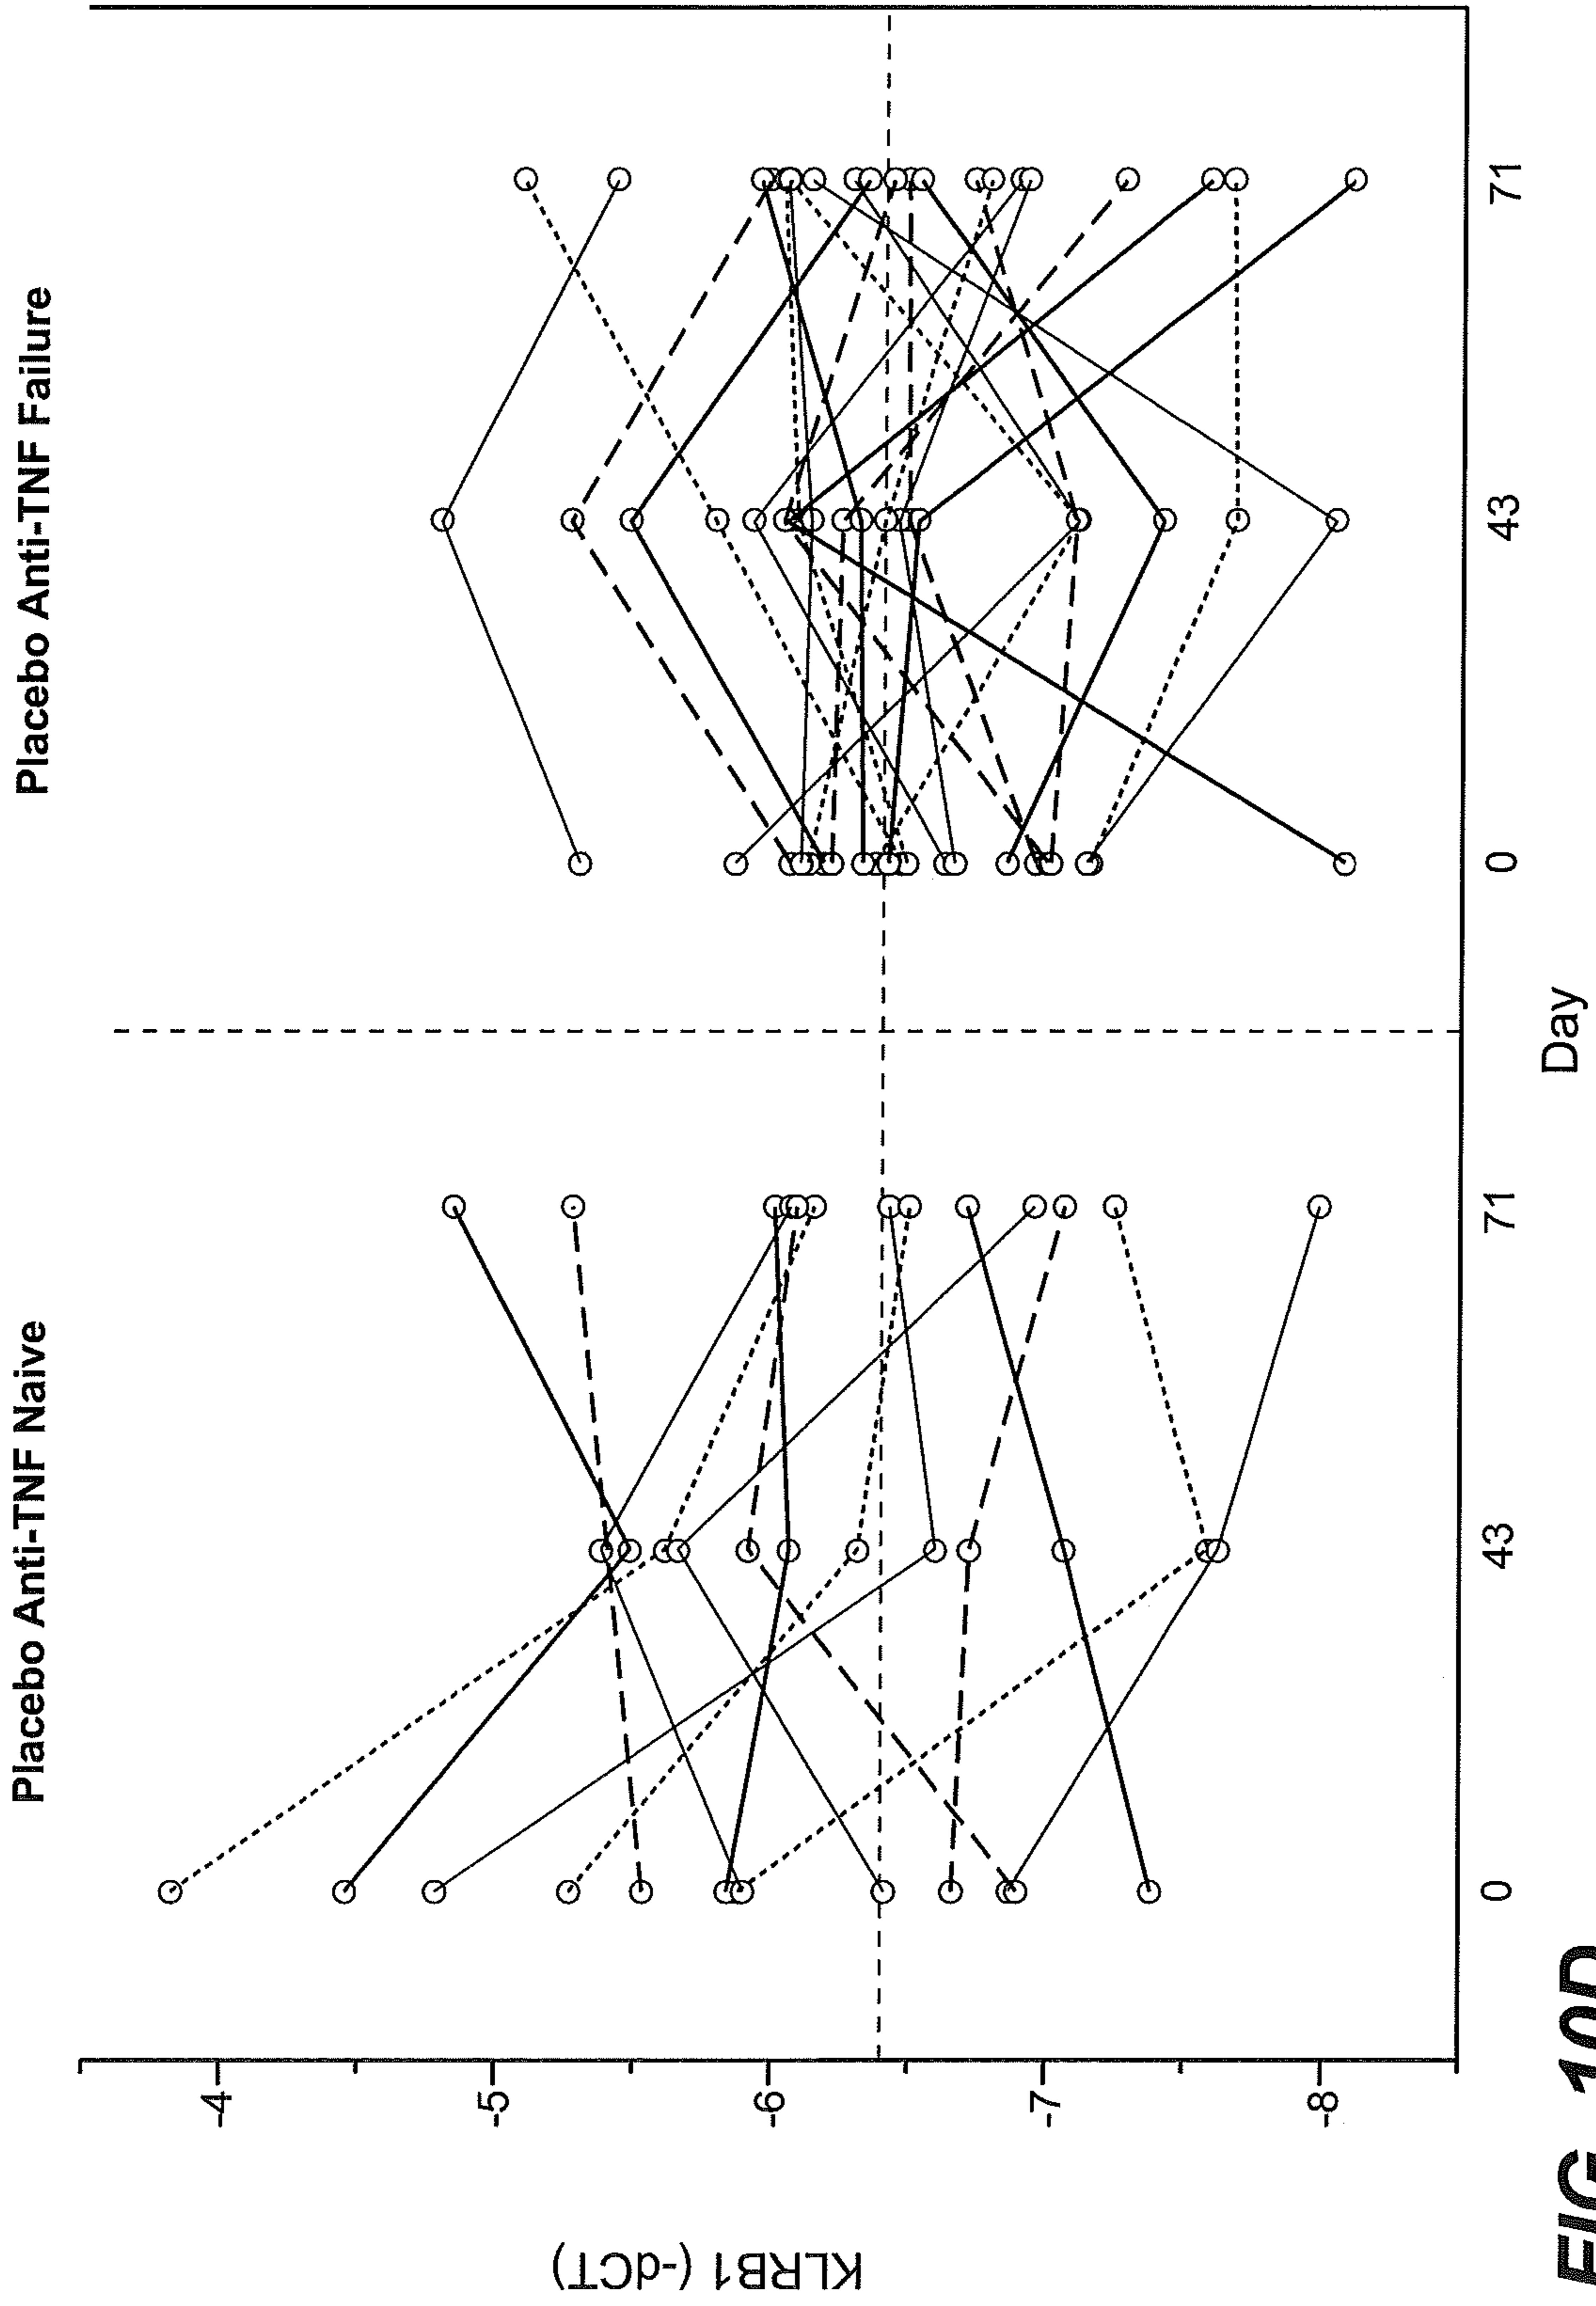 Placebo Anti-TNF Naive
Placebo Anti-TNF Failure
KLRB1 (-dCT)
-4
-5
-6
-7
-8
0
43
71
0
43
71
Day
FIG. 10D